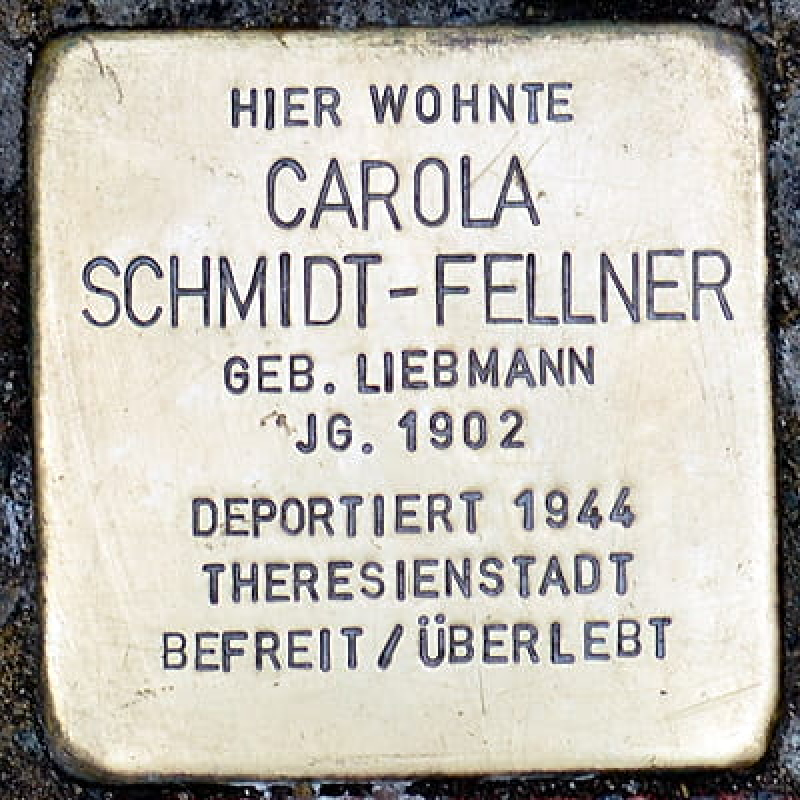 HIER WOHNTE
CAROLA
SCHMIDT-FELLNER
GEB. LIEBMANN
JG. 1902
DEPORTIERT 1944
THERESIENSTADT
BEFREIT/ÜBERLEBT